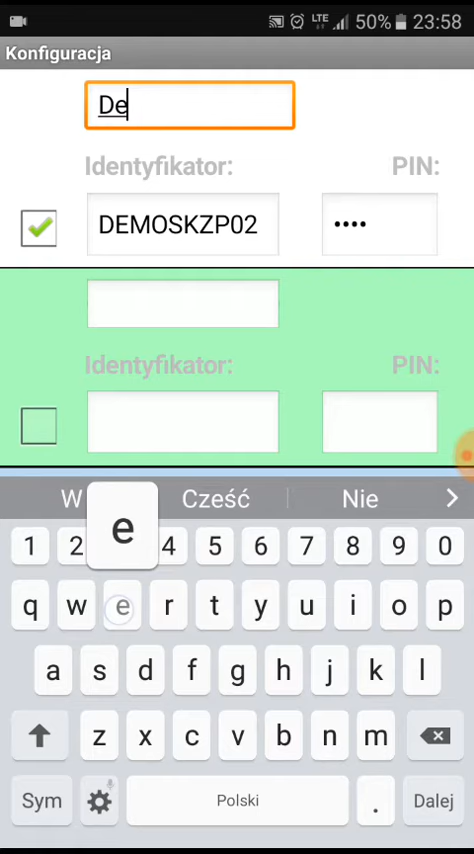 LTE 50% 23:58
Konfiguracja
De
Identyfikator: PIN:
DEMOSKZP02 ••••
Identyfikator: PIN:
W Cześć Nie
e
1 2 4 5 6 7 8 9 0
q w e r t y u i o p
a s d f g h j k l
z x c v b n m
Sym Polski . Dalej